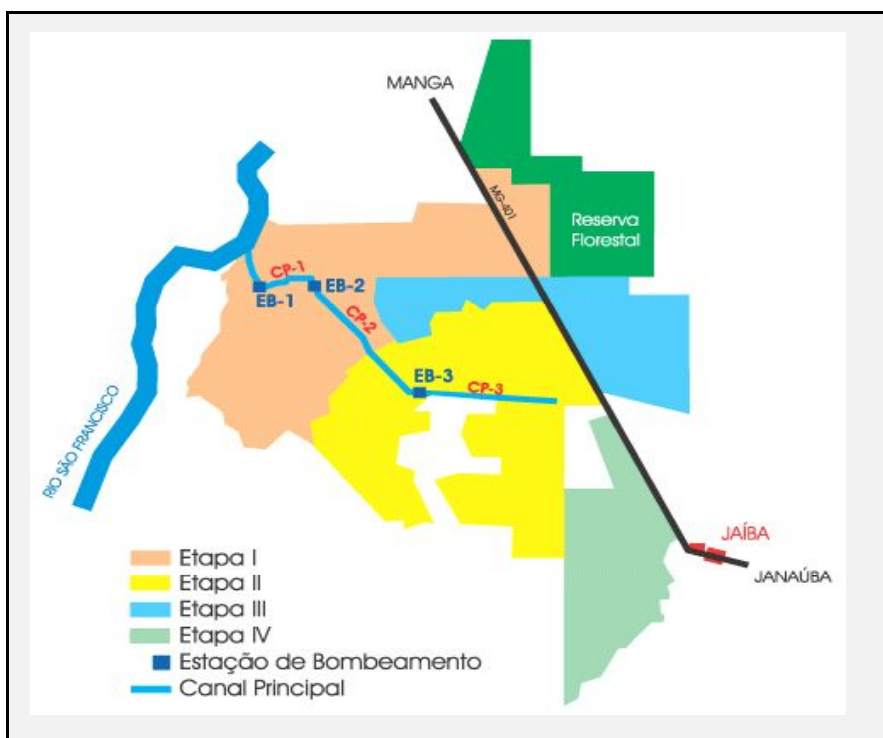 MANGA
MG-401
Reserva
Florestal
CP-1
EB-1
EB-2
CP-2
EB-3
CP-3
RIO SÃO FRANCISCO
JAÍBA
JANAÚBA
Etapa I
Etapa II
Etapa III
Etapa IV
Estação de Bombeamento
Canal Principal